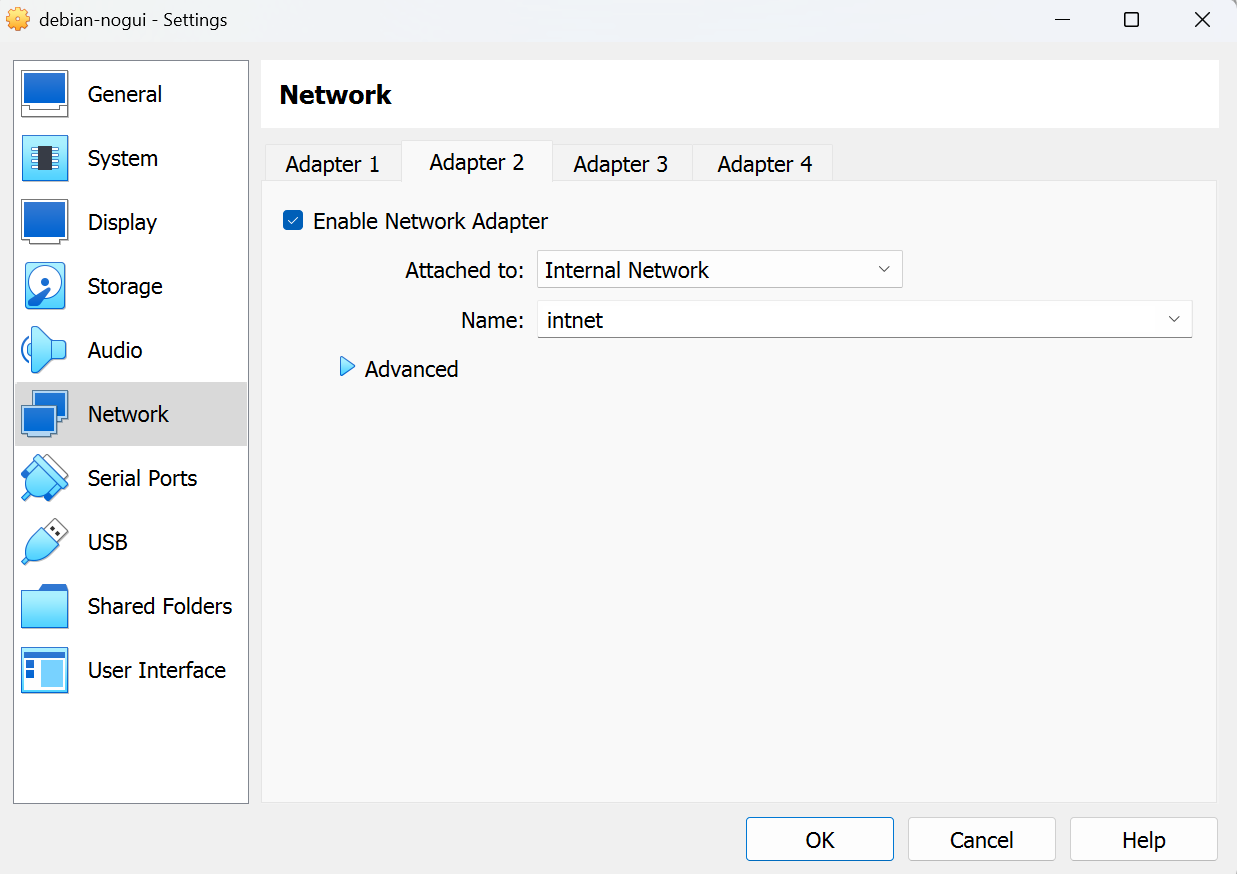 debian-nogui - Settings
General
System
Display
Storage
Audio
Network
Serial Ports
USB
Shared Folders
User Interface
Network
Adapter 1 Adapter 2 Adapter 3 Adapter 4
Enable Network Adapter
Attached to: Internal Network
Name: intnet
Advanced
OK Cancel Help